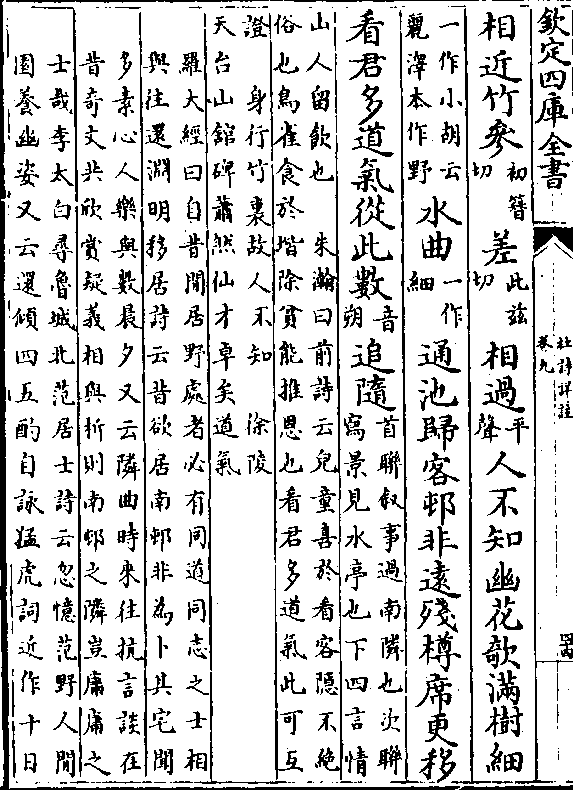 欽定四庫全書
杜詩詳註
卷九
相近竹參初簪切差此兹切相過平聲人不知幽花欹滿樹細
一作小胡云麗澤本作野水曲一作細通池歸客邨非遠殘樽席更移
看君多道氣從此數音朔追隨首聯叙事過南隣也次聯寫景見水亭也下四言情
山人留飲也　朱瀚曰前詩云兒童喜於看客隠不絶
俗也鳥雀食於堦除貧能推恩也看君多道氣此可互
證　身行竹裏故人不知　徐陵
天台山舘碑蕭然仙才卓矣道氣
羅大經曰自昔閒居野處者必有同道同志之士相
與往還淵明移居詩云昔欲居南邨非為卜其宅聞
多素心人樂與數晨夕又云隣曲時來往抗言談在
昔奇文共欣賞疑義相與析則南邨之隣豈庸庸之
士哉李太白尋魯城北范居士詩云忽憶范野人閒
園養幽姿又云還傾四五酌自詠猛虎詞近作十日